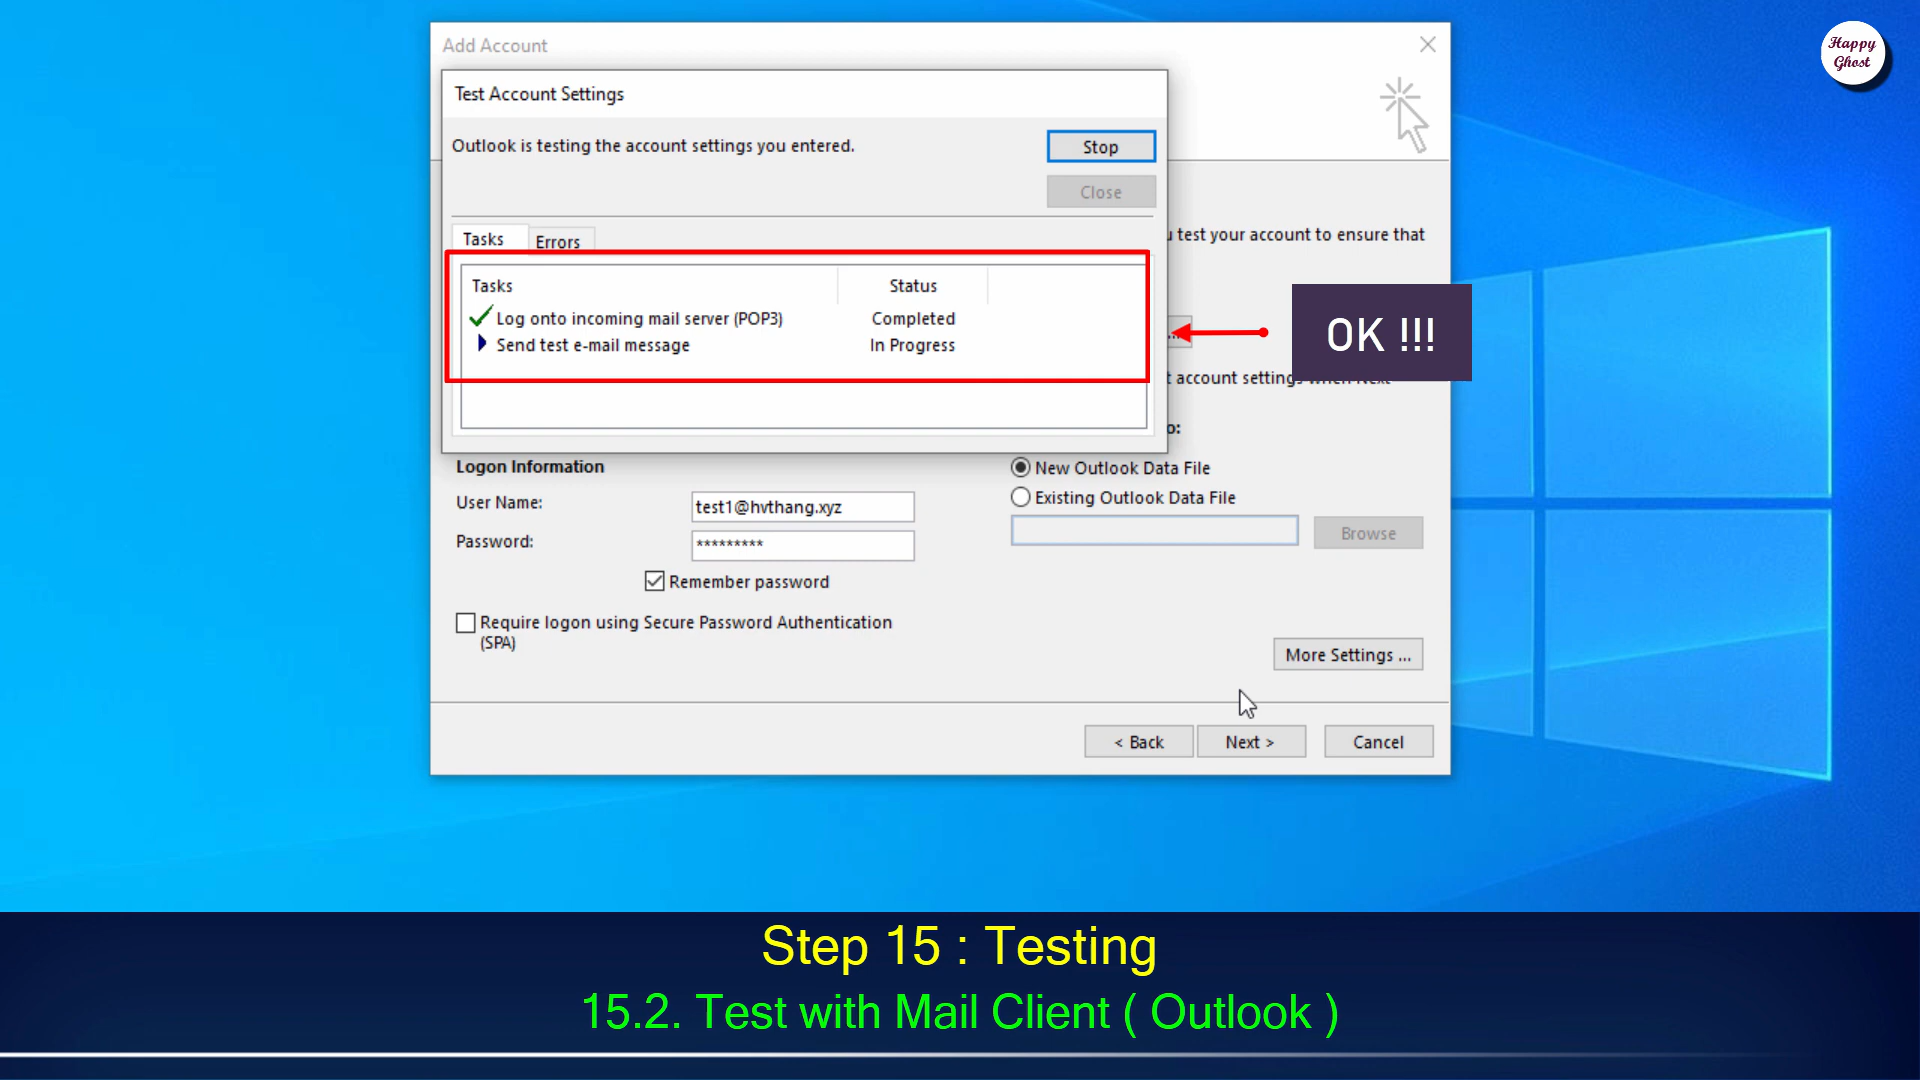 Add Account
Happy
Ghost
Test Account Settings
Outlook is testing the account settings you entered.
Stop
Close
Tasks
Errors
test your account to ensure that
Tasks Status
Log onto incoming mail server (POP3) Completed
Send test e-mail message In Progress
OK !!!
account settings when Next
Logon Information
New Outlook Data File
User Name:
test1@hvthang.xyz
Existing Outlook Data File
Password:
*********
Browse
Remember password
Require logon using Secure Password Authentication
(SPA)
More Settings ...
< Back
Next >
Cancel
Step 15 : Testing
15.2. Test with Mail Client ( Outlook )